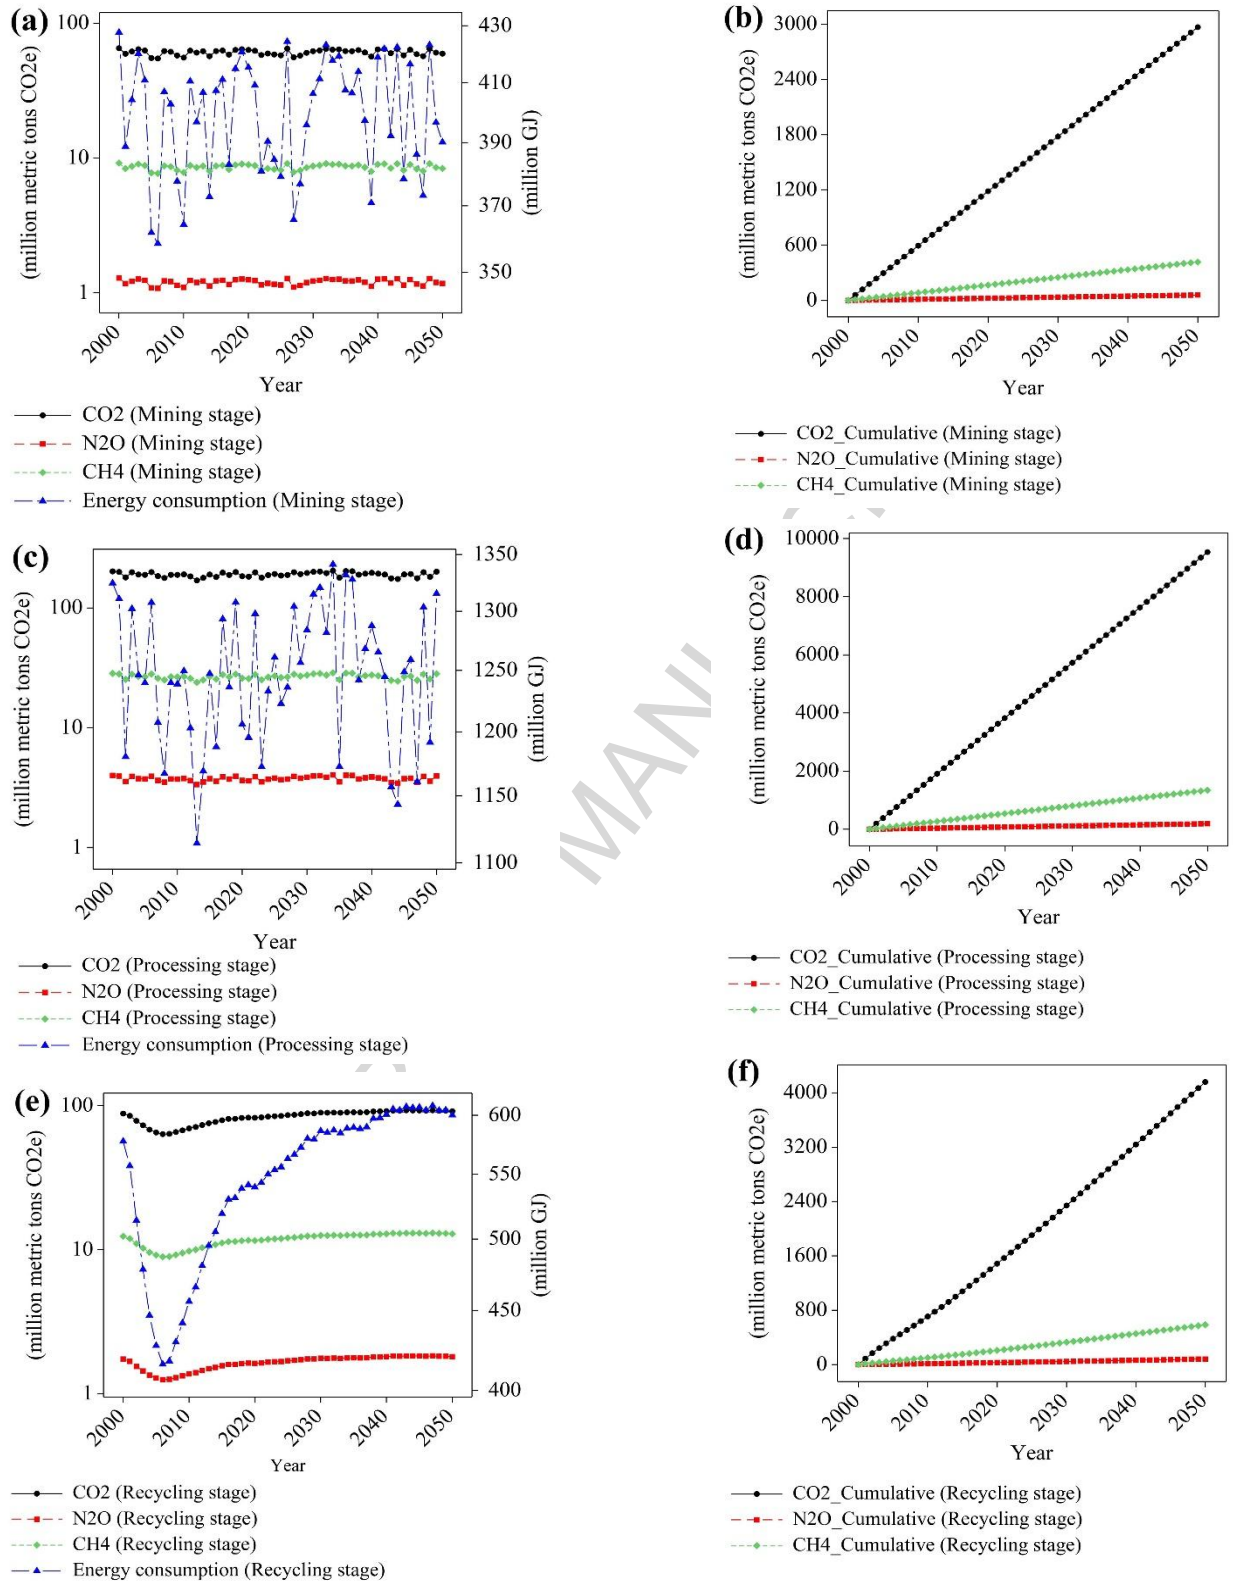 (a)
100
10
1
(million metric tons CO2e)
430
410
390
370
350
(million GJ)
2000
2010
2020
2030
2040
2050
Year
CO2 (Mining stage)
N2O (Mining stage)
CH4 (Mining stage)
Energy consumption (Mining stage)
(b)
3000
2400
1800
1200
600
0
(million metric tons CO2e)
2000
2010
2020
2030
2040
2050
Year
CO2_Cumulative (Mining stage)
N2O_Cumulative (Mining stage)
CH4_Cumulative (Mining stage)
(c)
100
10
1
(million metric tons CO2e)
1350
1300
1250
1200
1150
1100
(million GJ)
2000
2010
2020
2030
2040
2050
Year
CO2 (Processing stage)
N2O (Processing stage)
CH4 (Processing stage)
Energy consumption (Processing stage)
(d)
10000
8000
6000
4000
2000
0
(million metric tons CO2e)
2000
2010
2020
2030
2040
2050
Year
CO2_Cumulative (Processing stage)
N2O_Cumulative (Processing stage)
CH4_Cumulative (Processing stage)
(e)
100
10
1
(million metric tons CO2e)
600
550
500
450
400
(million GJ)
2000
2010
2020
2030
2040
2050
Year
CO2 (Recycling stage)
N2O (Recycling stage)
CH4 (Recycling stage)
Energy consumption (Recycling stage)
(f)
4000
3200
2400
1600
800
0
(million metric tons CO2e)
2000
2010
2020
2030
2040
2050
Year
CO2_Cumulative (Recycling stage)
N2O_Cumulative (Recycling stage)
CH4_Cumulative (Recycling stage)